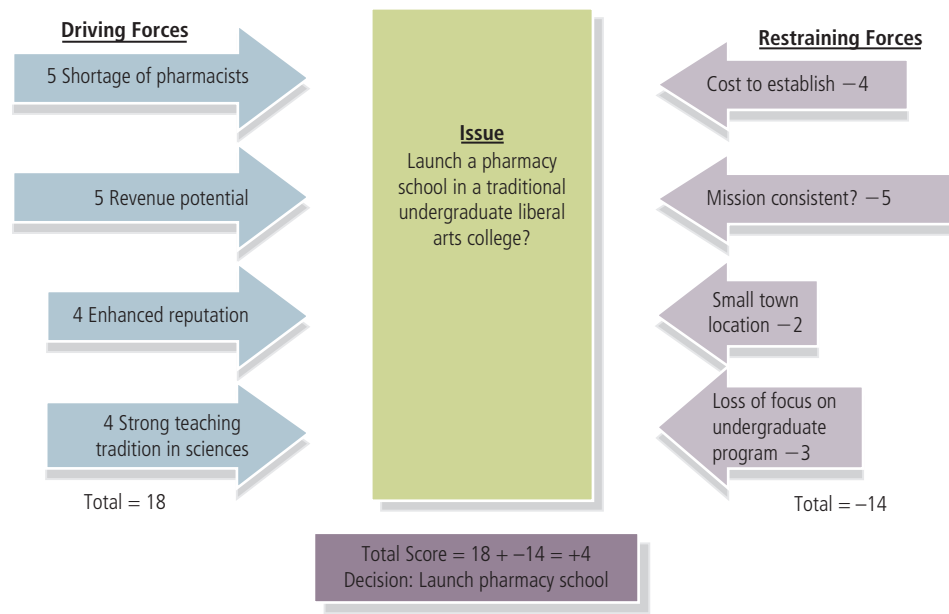 Driving Forces
5 Shortage of pharmacists
5 Revenue potential
4 Enhanced reputation
4 Strong teaching
tradition in sciences
Total = 18
Issue
Launch a pharmacy
school in a traditional
undergraduate liberal
arts college?
Restraining Forces
Cost to establish −4
Mission consistent? −5
Small town
location −2
Loss of focus on
undergraduate
program −3
Total = –14
Total Score = 18 + –14 = +4
Decision: Launch pharmacy school